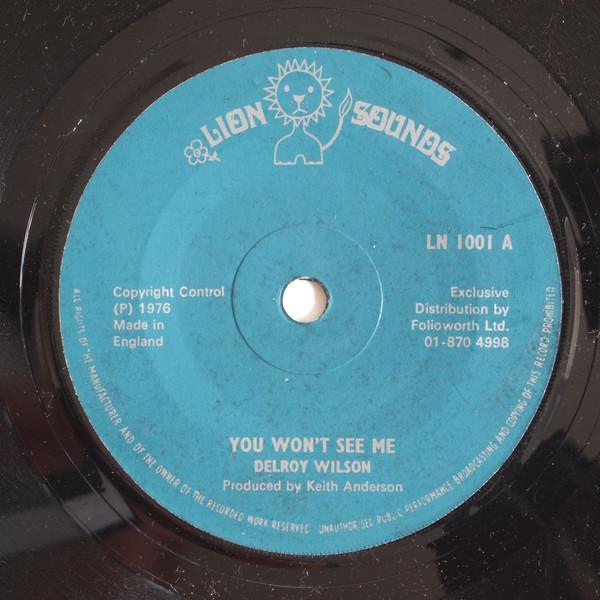 LION SOUNDS
LN 1001 A
Copyright Control
(P) 1976
Made in
England
Exclusive
Distribution by
Folioworth Ltd.
01-870 4998
YOU WON'T SEE ME
DELROY WILSON
Produced by Keith Anderson
ALL RIGHTS OF THE MANUFACTURER AND OF THE OWNER OF THE RECORDED WORK RESERVED UNAUTHORISED PUBLIC PERFORMANCE BROADCASTING AND COPYING OF THIS RECORD PROHIBITED